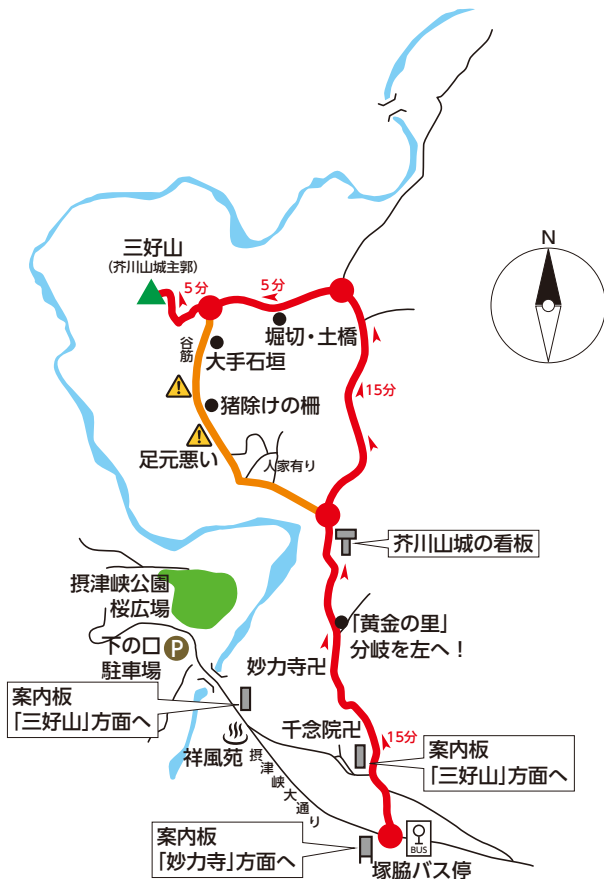 N
三好山
(芥川山城主郭)
5分
5分
堀切・土橋
谷筋
大手石垣
15分
猪除けの柵
足元悪い
人家有り
芥川山城の看板
摂津峡公園
桜広場
「黄金の里」
分岐を左へ！
下の口
駐車場
P
妙力寺卍
案内板
「三好山」方面へ
千念院卍
祥風苑
摂津峡大通り
15分
案内板
「三好山」方面へ
案内板
「妙力寺」方面へ
BUS
塚脇バス停